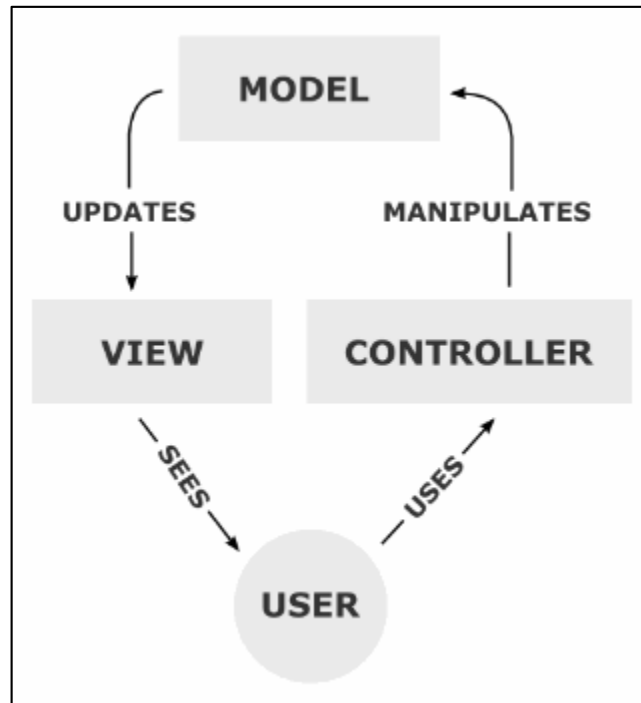 MODEL
UPDATES
MANIPULATES
VIEW
CONTROLLER
SEES
USES
USER